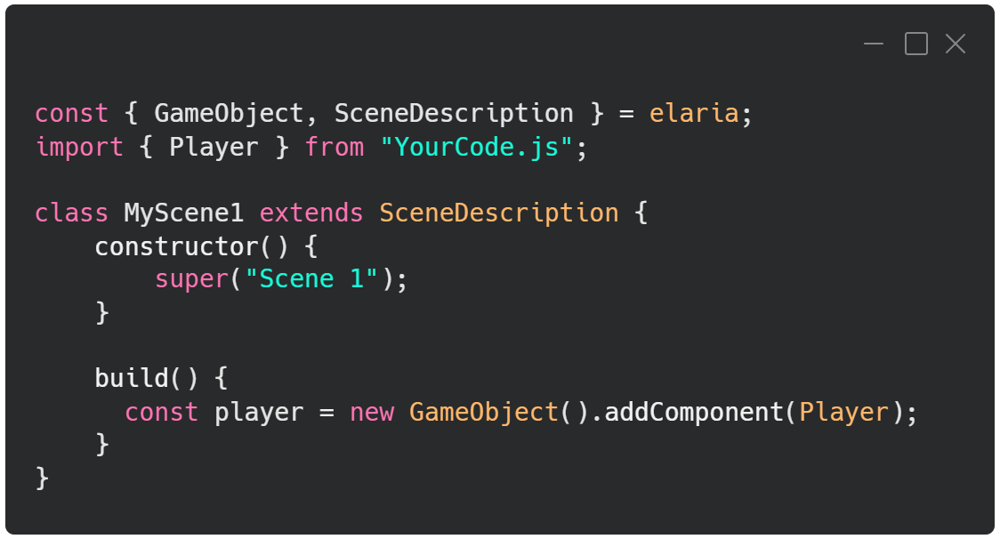 const { GameObject, SceneDescription } = elaria;
import { Player } from "YourCode.js";

class MyScene1 extends SceneDescription {
    constructor() {
        super("Scene 1");
    }

    build() {
      const player = new GameObject().addComponent(Player);
    }
}